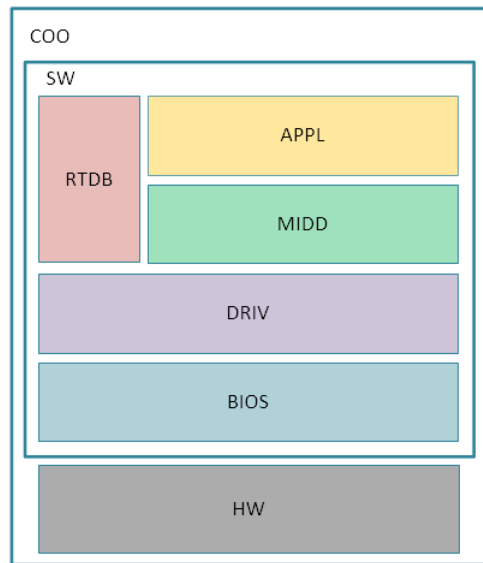 COO
SW
RTDB
APPL
MIDD
DRIV
BIOS
HW